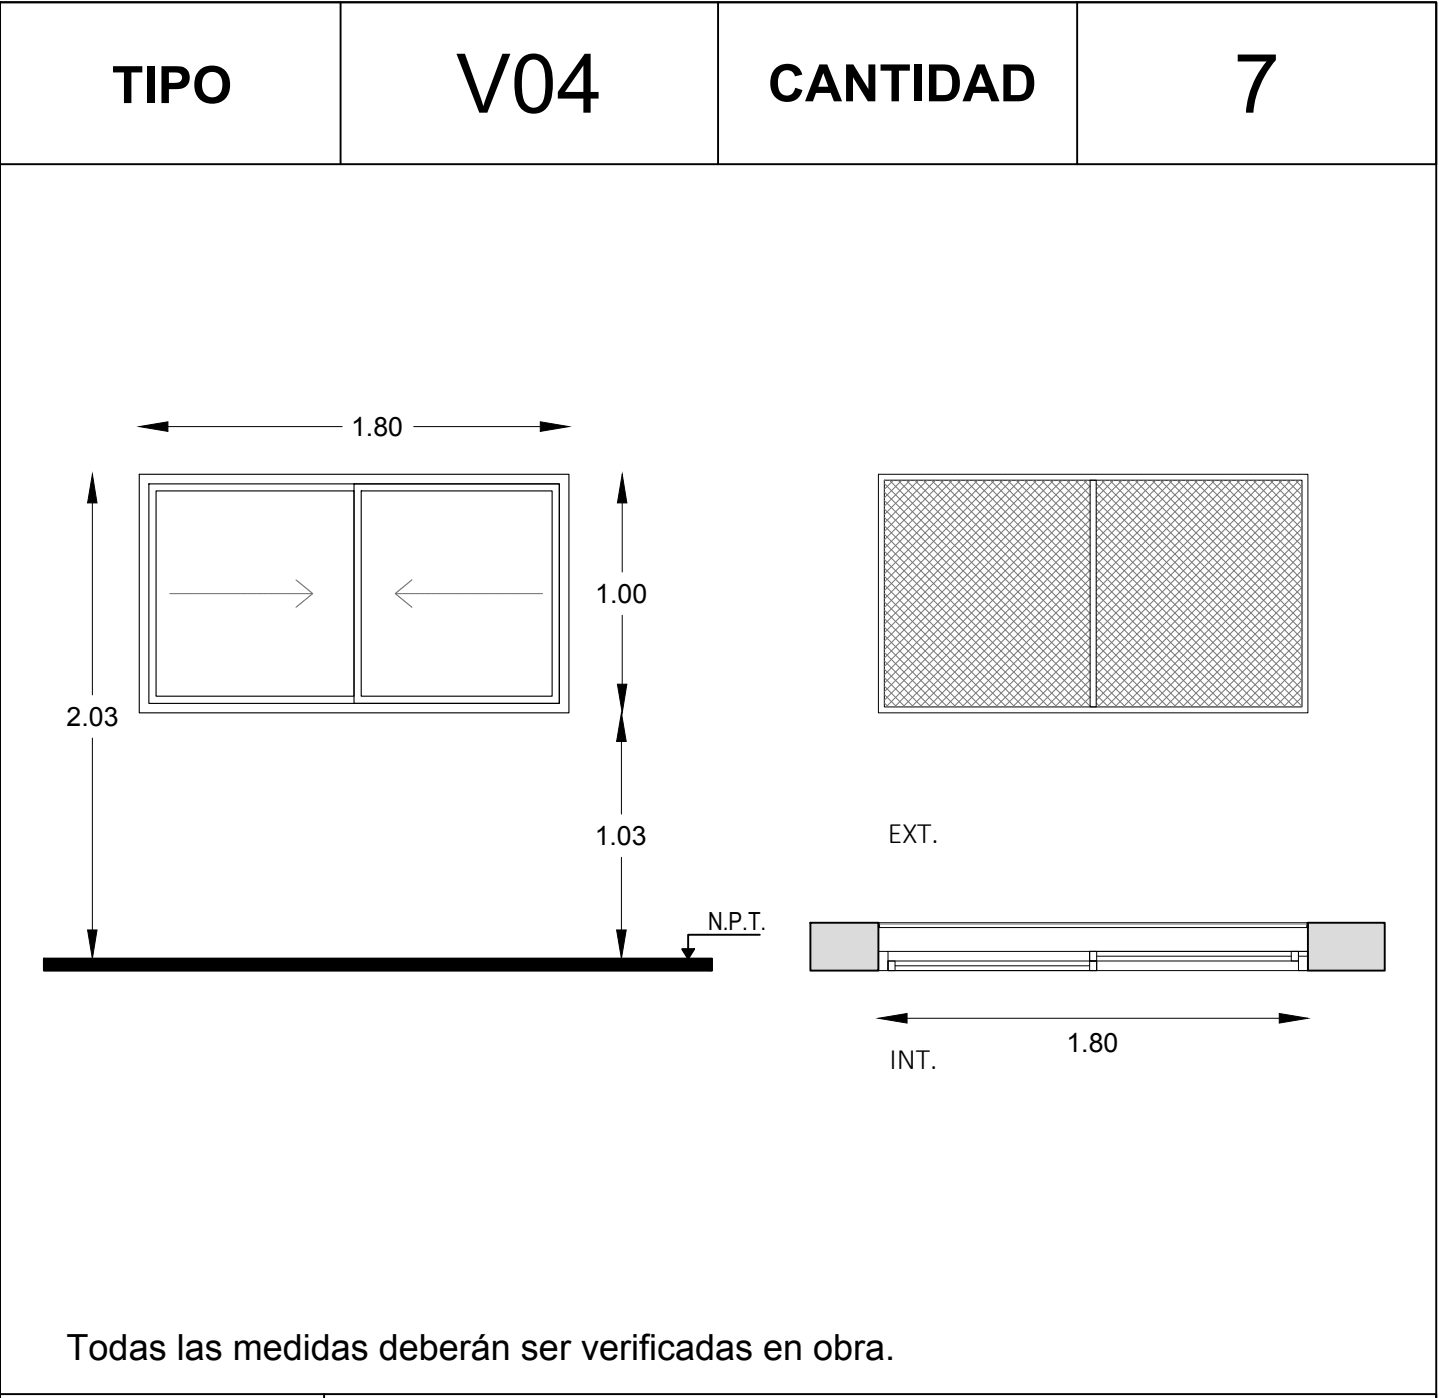 TIPO V04 CANTIDAD 7
1.80
1.00
2.03
1.03
EXT.
N.P.T.
1.80
INT.
Todas las medidas deberán ser verificadas en obra.